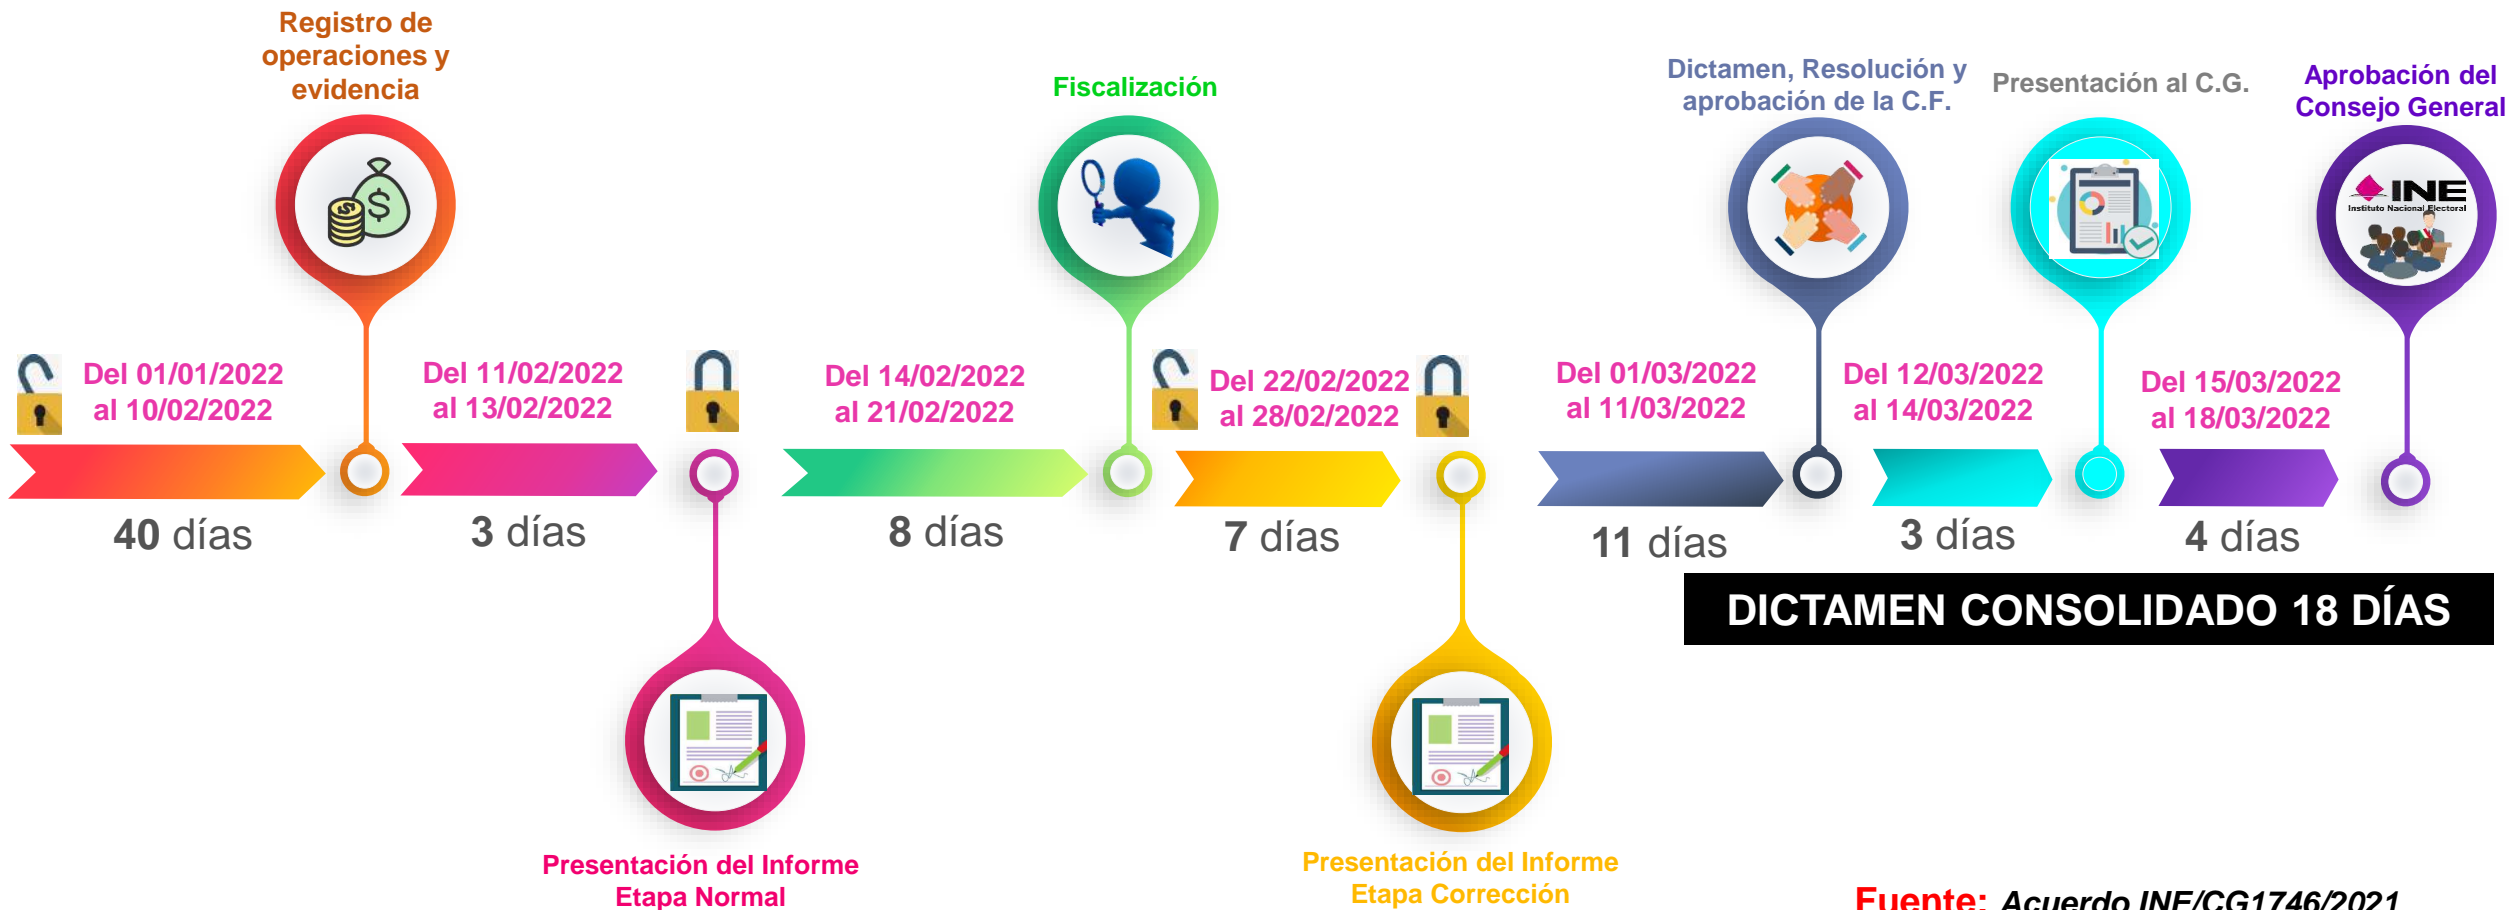 Registro de
operaciones y
evidencia
Fiscalización
Dictamen, Resolución y
aprobación de la C.F.
Presentación al C.G.
Aprobación del
Consejo General
INE
Instituto Nacional Electoral
Del 01/01/2022
al 10/02/2022
Del 11/02/2022
al 13/02/2022
Del 14/02/2022
al 21/02/2022
Del 22/02/2022
al 28/02/2022
Del 01/03/2022
al 11/03/2022
Del 12/03/2022
al 14/03/2022
Del 15/03/2022
al 18/03/2022
40 días
3 días
8 días
7 días
11 días
3 días
4 días
DICTAMEN CONSOLIDADO 18 DÍAS
Presentación del Informe
Etapa Normal
Presentación del Informe
Etapa Corrección
Fuente: Acuerdo INE/CG1746/2021